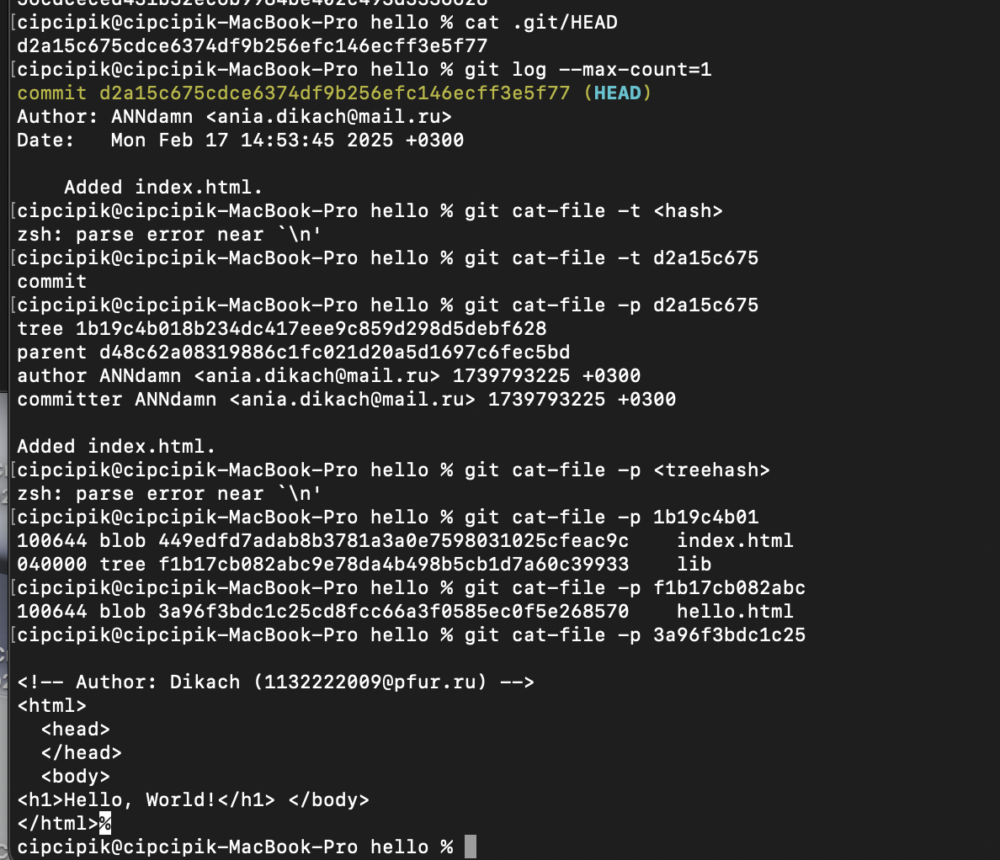 cipcipik@cipcipik-MacBook-Pro hello % cat .git/HEAD
d2a15c675cdce6374df9b256efc146ecff3e5f77
cipcipik@cipcipik-MacBook-Pro hello % git log --max-count=1
commit d2a15c675cdce6374df9b256efc146ecff3e5f77 (HEAD)
Author: ANNdamn <ania.dikach@mail.ru>
Date:   Mon Feb 17 14:53:45 2025 +0300

    Added index.html.
cipcipik@cipcipik-MacBook-Pro hello % git cat-file -t <hash>
zsh: parse error near `\n'
cipcipik@cipcipik-MacBook-Pro hello % git cat-file -t d2a15c675
commit
cipcipik@cipcipik-MacBook-Pro hello % git cat-file -p d2a15c675
tree 1b19c4b018b234dc417eee9c859d298d5debf628
parent d48c62a08319886c1fc021d20a5d1697c6fec5bd
author ANNdamn <ania.dikach@mail.ru> 1739793225 +0300
committer ANNdamn <ania.dikach@mail.ru> 1739793225 +0300

Added index.html.
cipcipik@cipcipik-MacBook-Pro hello % git cat-file -p <treehash>
zsh: parse error near `\n'
cipcipik@cipcipik-MacBook-Pro hello % git cat-file -p 1b19c4b01
100644 blob 449edfd7adab8b3781a3a0e7598031025cfeac9c    index.html
040000 tree f1b17cb082abc9e78da4b498b5cb1d7a60c39933    lib
cipcipik@cipcipik-MacBook-Pro hello % git cat-file -p f1b17cb082abc
100644 blob 3a96f3bdc1c25cd8fcc66a3f0585ec0f5e268570    hello.html
cipcipik@cipcipik-MacBook-Pro hello % git cat-file -p 3a96f3bdc1c25

<!-- Author: Dikach (1132222009@pfur.ru) -->
<html>
  <head>
  </head>
  <body>
<h1>Hello, World!</h1> </body>
</html>%
cipcipik@cipcipik-MacBook-Pro hello %